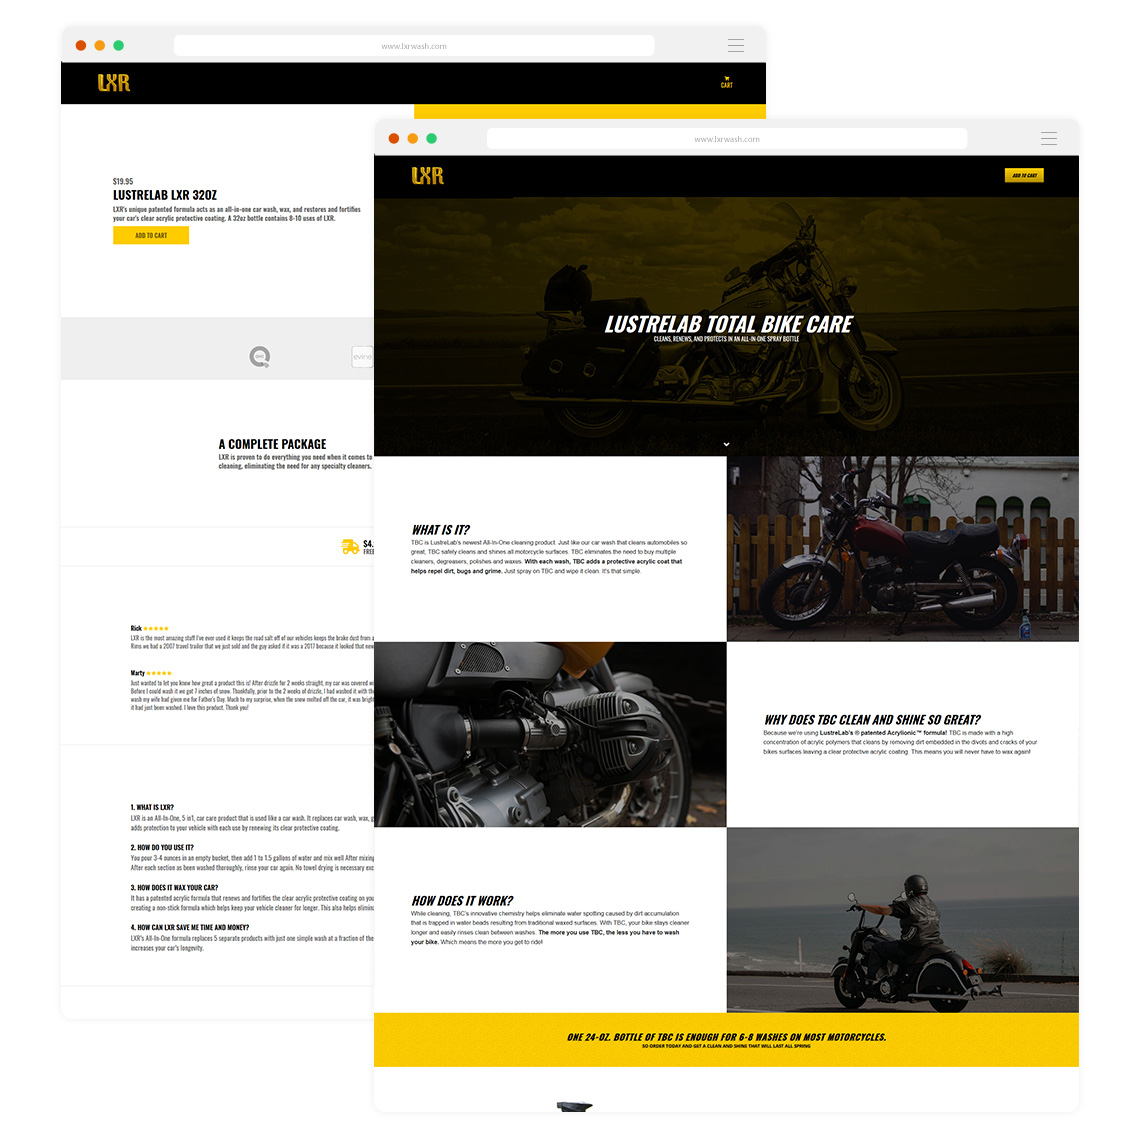 www.lxrwash.com
LXR
CART
$19.95
LUSTRELAB LXR 32OZ
LXR's unique patented formula acts as an all-in-one car wash, wax, and restores and fortifies
your car's clear acrylic protective coating. A 32oz bottle contains 8-10 uses of LXR.
ADD TO CART
evine
A COMPLETE PACKAGE
LXR is proven to do everything you need when it comes to
cleaning, eliminating the need for any specialty cleaners.
$4.
FREE
Rick
LXR is the most amazing stuff I've ever used it keeps the road salt off of our vehicles keeps the brake dust from a
Rims we had a 2007 travel trailer that we just sold and the guy asked if it was a 2017 because it looked that new
Marty
Just wanted to let you know how great a product this is! After drizzle for 2 weeks straight, my car was covered w
Before I could wash it we got 7 inches of snow. Thankfully, prior to the 2 weeks of drizzle, I had washed it with the
wash my wife had given me for Father's Day. Much to my surprise, when the snow melted off the car, it was brigh
it had just been washed. I love this product. Thank you!
1. WHAT IS LXR?
LXR is an All-In-One, 5 in1, car care product that is used like a car wash. It replaces car wash, wax, g
adds protection to your vehicle with each use by renewing its clear protective coating.
2. HOW DO YOU USE IT?
You pour 3-4 ounces in an empty bucket, then add 1 to 1.5 gallons of water and mix well After mixing
After each section as been washed thoroughly, rinse your car again. No towel drying is necessary exc
3. HOW DOES IT WAX YOUR CAR?
It has a patented acrylic formula that renews and fortifies the clear acrylic protective coating on you
creating a non-stick formula which helps keep your vehicle cleaner for longer. This also helps elimin
4. HOW CAN LXR SAVE ME TIME AND MONEY?
LXR's All-In-One formula replaces 5 separate products with just one simple wash at a fraction of the
increases your car's longevity.
www.lxrwash.com
LXR
ADD TO CART
LUSTRELAB TOTAL BIKE CARE
CLEANS, RENEWS, AND PROTECTS IN AN ALL-IN-ONE SPRAY BOTTLE
WHAT IS IT?
TBC is LustreLab's newest All-In-One cleaning product. Just like our car wash that cleans automobiles so
great, TBC safely cleans and shines all motorcycle surfaces. TBC eliminates the need to buy multiple
cleaners, degreasers, polishes and waxes. With each wash, TBC adds a protective acrylic coat that
helps repel dirt, bugs and grime. Just spray on TBC and wipe it clean. It's that simple.
WHY DOES TBC CLEAN AND SHINE SO GREAT?
Because we're using LustreLab's ® patented Acrylionic™ formula! TBC is made with a high
concentration of acrylic polymers that cleans by removing dirt embedded in the divots and cracks of your
bikes surfaces leaving a clear protective acrylic coating. This means you will never have to wax again!
HOW DOES IT WORK?
While cleaning, TBC's innovative chemistry helps eliminate water spotting caused by dirt accumulation
that is trapped in water beads resulting from traditional waxed surfaces. With TBC, your bike stays cleaner
longer and easily rinses clean between washes. The more you use TBC, the less you have to wash
your bike. Which means the more you get to ride!
ONE 24-OZ. BOTTLE OF TBC IS ENOUGH FOR 6-8 WASHES ON MOST MOTORCYCLES.
SO ORDER TODAY AND GET A CLEAN AND SHINE THAT WILL LAST ALL SPRING